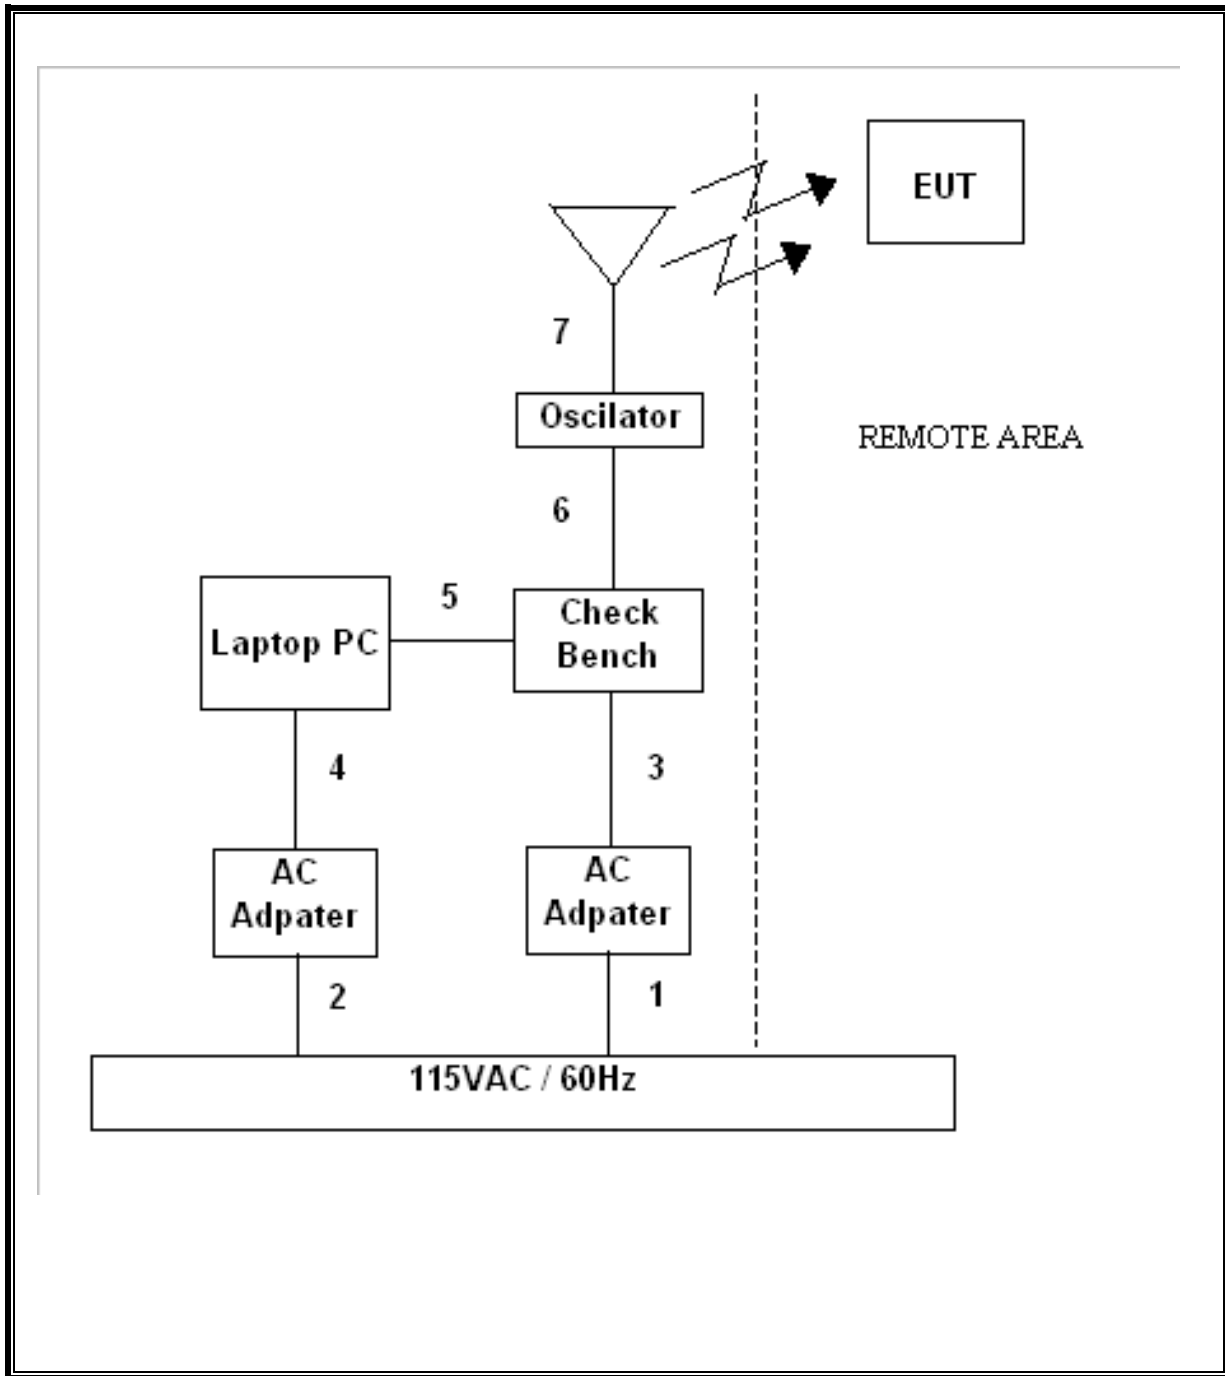 EUT
7
Oscilator
REMOTE AREA
6
5
Check
Bench
Laptop PC
4
3
AC
Adpater
AC
Adpater
2
1
115VAC / 60Hz